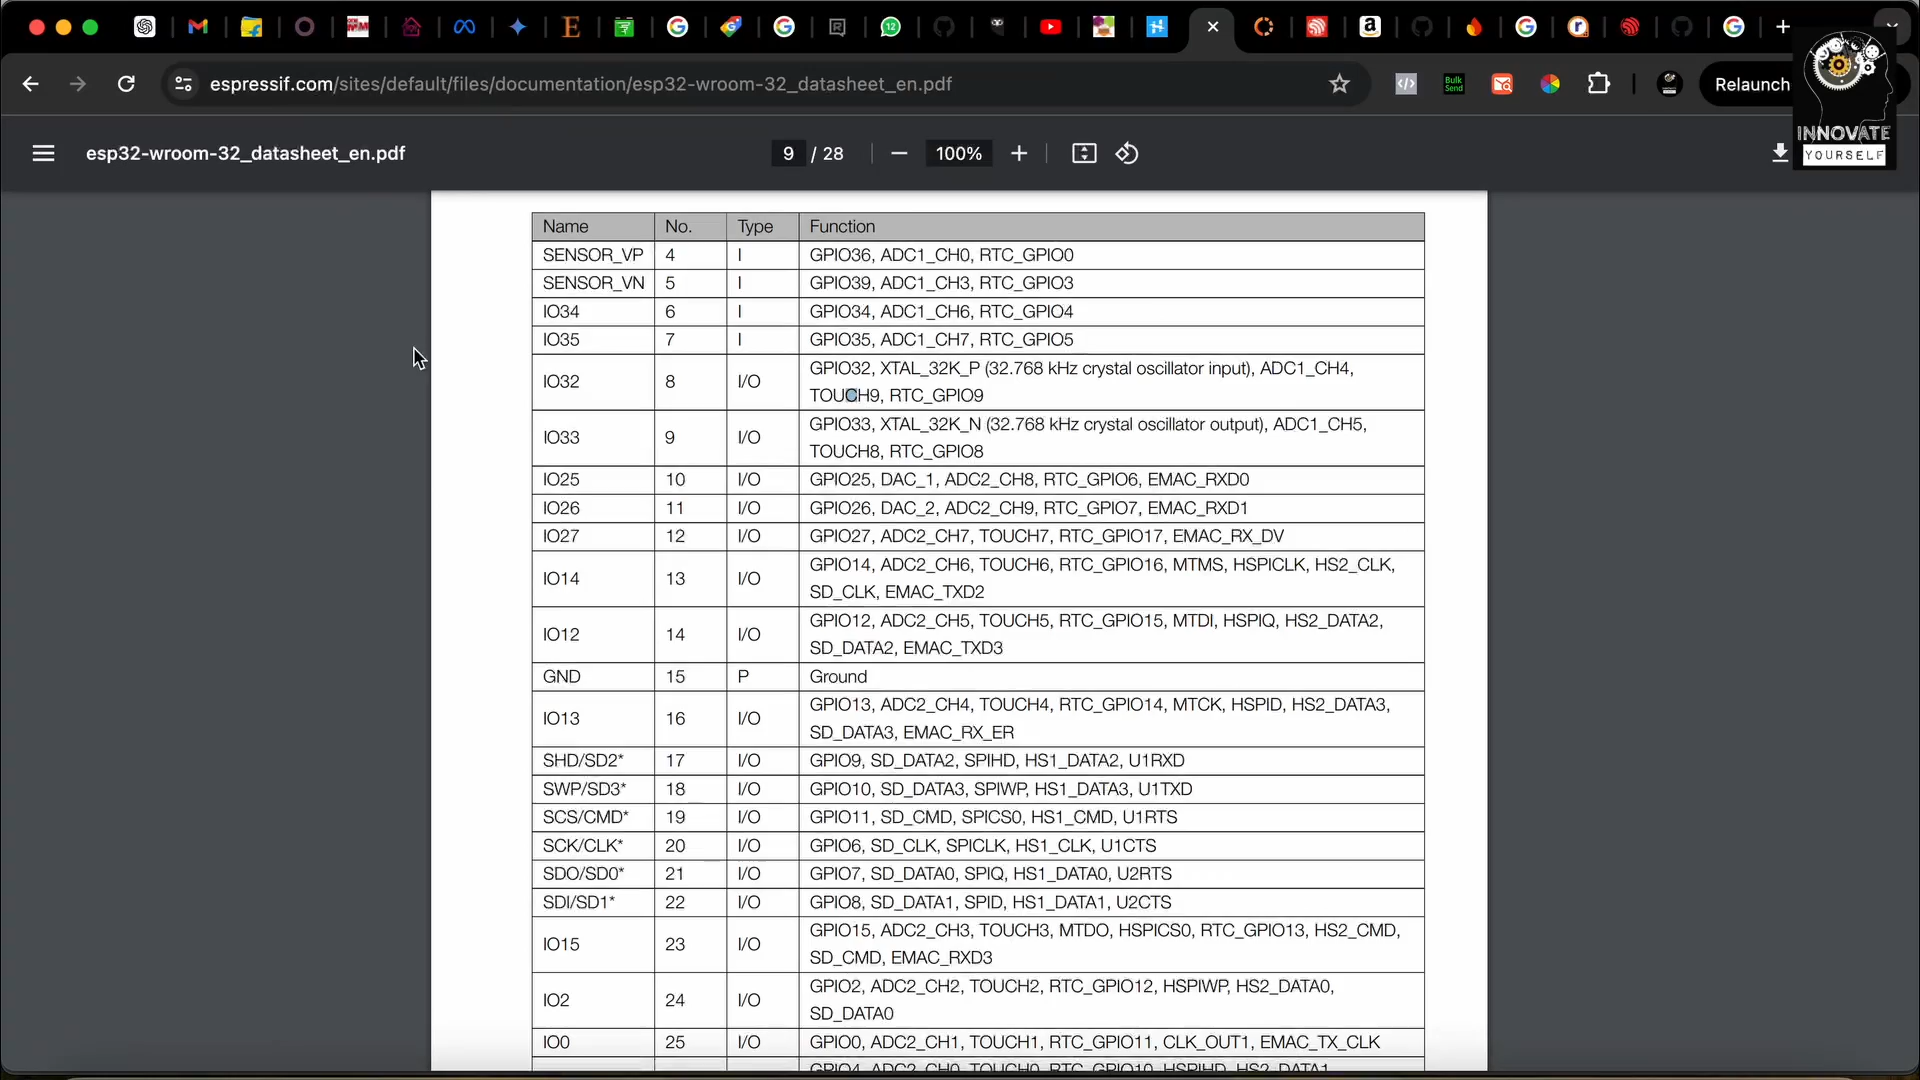 espressif.com/sites/default/files/documentation/esp32-wroom-32_datasheet_en.pdf
Bulk
Send
Relaunch
INNOVATE
YOURSELF
esp32-wroom-32_datasheet_en.pdf
9 / 28
100%
Name No. Type Function
SENSOR_VP 4 I GPIO36, ADC1_CH0, RTC_GPIO0
SENSOR_VN 5 I GPIO39, ADC1_CH3, RTC_GPIO3
IO34 6 I GPIO34, ADC1_CH6, RTC_GPIO4
IO35 7 I GPIO35, ADC1_CH7, RTC_GPIO5
IO32 8 I/O GPIO32, XTAL_32K_P (32.768 kHz crystal oscillator input), ADC1_CH4,
TOUCH9, RTC_GPIO9
IO33 9 I/O GPIO33, XTAL_32K_N (32.768 kHz crystal oscillator output), ADC1_CH5,
TOUCH8, RTC_GPIO8
IO25 10 I/O GPIO25, DAC_1, ADC2_CH8, RTC_GPIO6, EMAC_RXD0
IO26 11 I/O GPIO26, DAC_2, ADC2_CH9, RTC_GPIO7, EMAC_RXD1
IO27 12 I/O GPIO27, ADC2_CH7, TOUCH7, RTC_GPIO17, EMAC_RX_DV
IO14 13 I/O GPIO14, ADC2_CH6, TOUCH6, RTC_GPIO16, MTMS, HSPICLK, HS2_CLK,
SD_CLK, EMAC_TXD2
IO12 14 I/O GPIO12, ADC2_CH5, TOUCH5, RTC_GPIO15, MTDI, HSPIQ, HS2_DATA2,
SD_DATA2, EMAC_TXD3
GND 15 P Ground
IO13 16 I/O GPIO13, ADC2_CH4, TOUCH4, RTC_GPIO14, MTCK, HSPID, HS2_DATA3,
SD_DATA3, EMAC_RX_ER
SHD/SD2* 17 I/O GPIO9, SD_DATA2, SPIHD, HS1_DATA2, U1RXD
SWP/SD3* 18 I/O GPIO10, SD_DATA3, SPIWP, HS1_DATA3, U1TXD
SCS/CMD* 19 I/O GPIO11, SD_CMD, SPICS0, HS1_CMD, U1RTS
SCK/CLK* 20 I/O GPIO6, SD_CLK, SPICLK, HS1_CLK, U1CTS
SDO/SD0* 21 I/O GPIO7, SD_DATA0, SPIQ, HS1_DATA0, U2RTS
SDI/SD1* 22 I/O GPIO8, SD_DATA1, SPID, HS1_DATA1, U2CTS
IO15 23 I/O GPIO15, ADC2_CH3, TOUCH3, MTDO, HSPICS0, RTC_GPIO13, HS2_CMD,
SD_CMD, EMAC_RXD3
IO2 24 I/O GPIO2, ADC2_CH2, TOUCH2, RTC_GPIO12, HSPIWP, HS2_DATA0,
SD_DATA0
IO0 25 I/O GPIO0, ADC2_CH1, TOUCH1, RTC_GPIO11, CLK_OUT1, EMAC_TX_CLK
GPIO4, ADC2_CH0, TOUCH0, RTC_GPIO10, HSPIHD, HS2_DATA1,